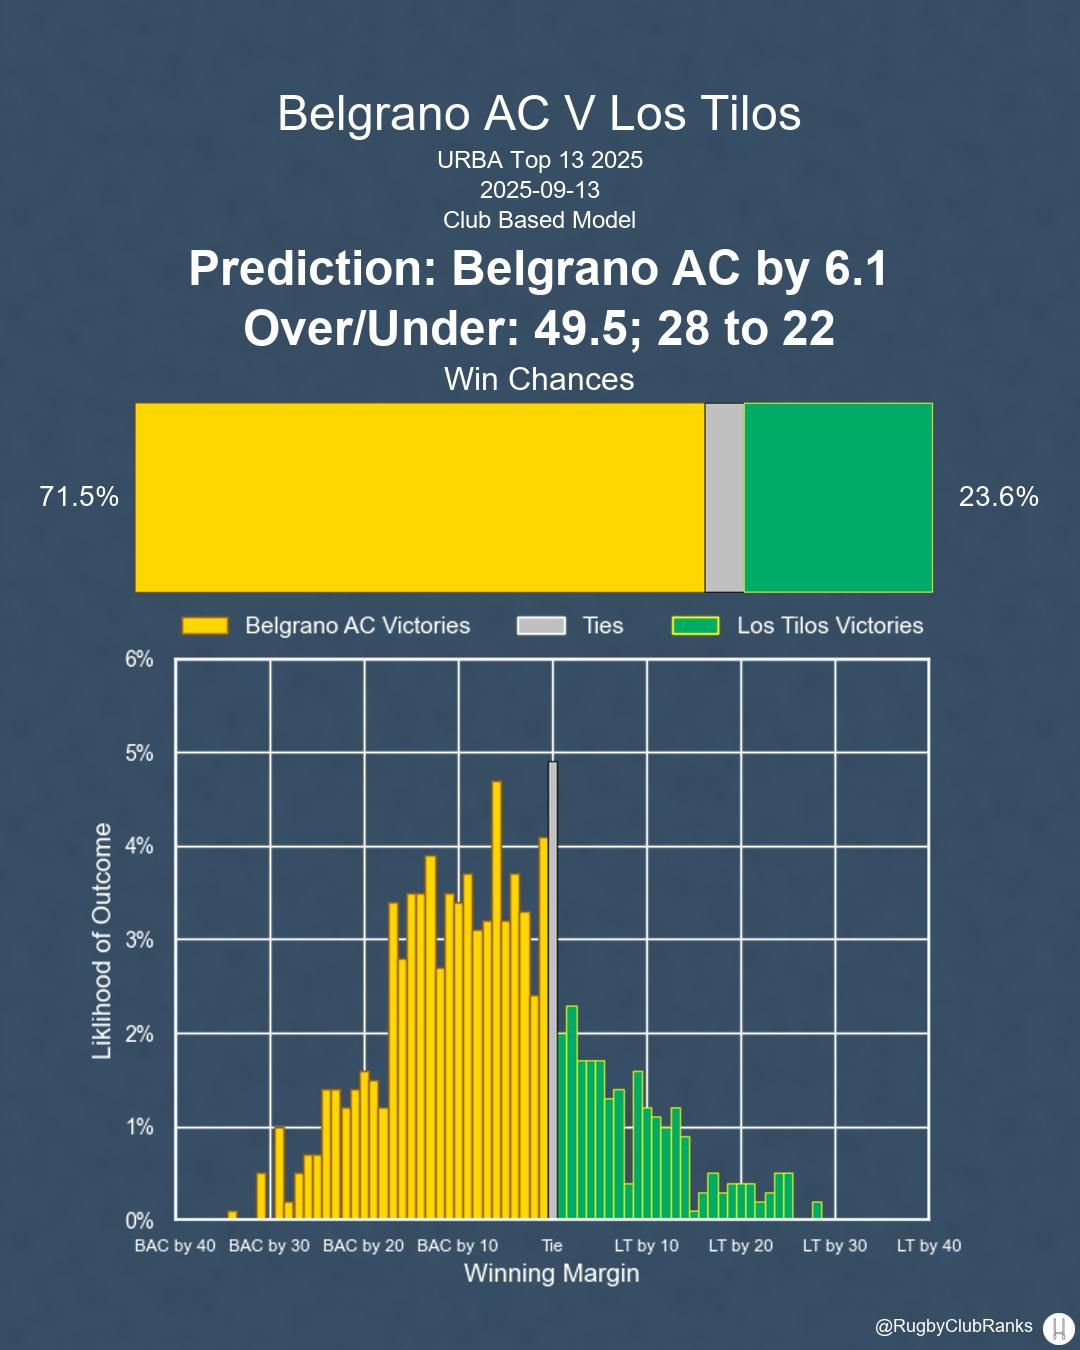 Belgrano AC V Los Tilos
URBA Top 13 2025
2025-09-13
Club Based Model
Prediction: Belgrano AC by 6.1
Over/Under: 49.5; 28 to 22
Win Chances
71.5%
23.6%
Belgrano AC Victories
Ties
Los Tilos Victories
6%
5%
4%
3%
2%
1%
0%
Liklihood of Outcome
BAC by 40
BAC by 30
BAC by 20
BAC by 10
Tie
LT by 10
LT by 20
LT by 30
LT by 40
Winning Margin
@RugbyClubRanks